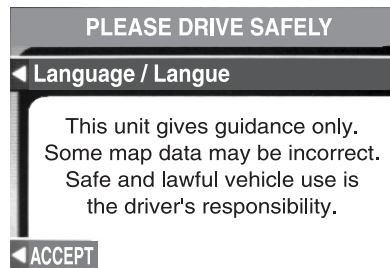 PLEASE DRIVE SAFELY
Language / Langue
This unit gives guidance only.
Some map data may be incorrect.
Safe and lawful vehicle use is
the driver's responsibility.
ACCEPT